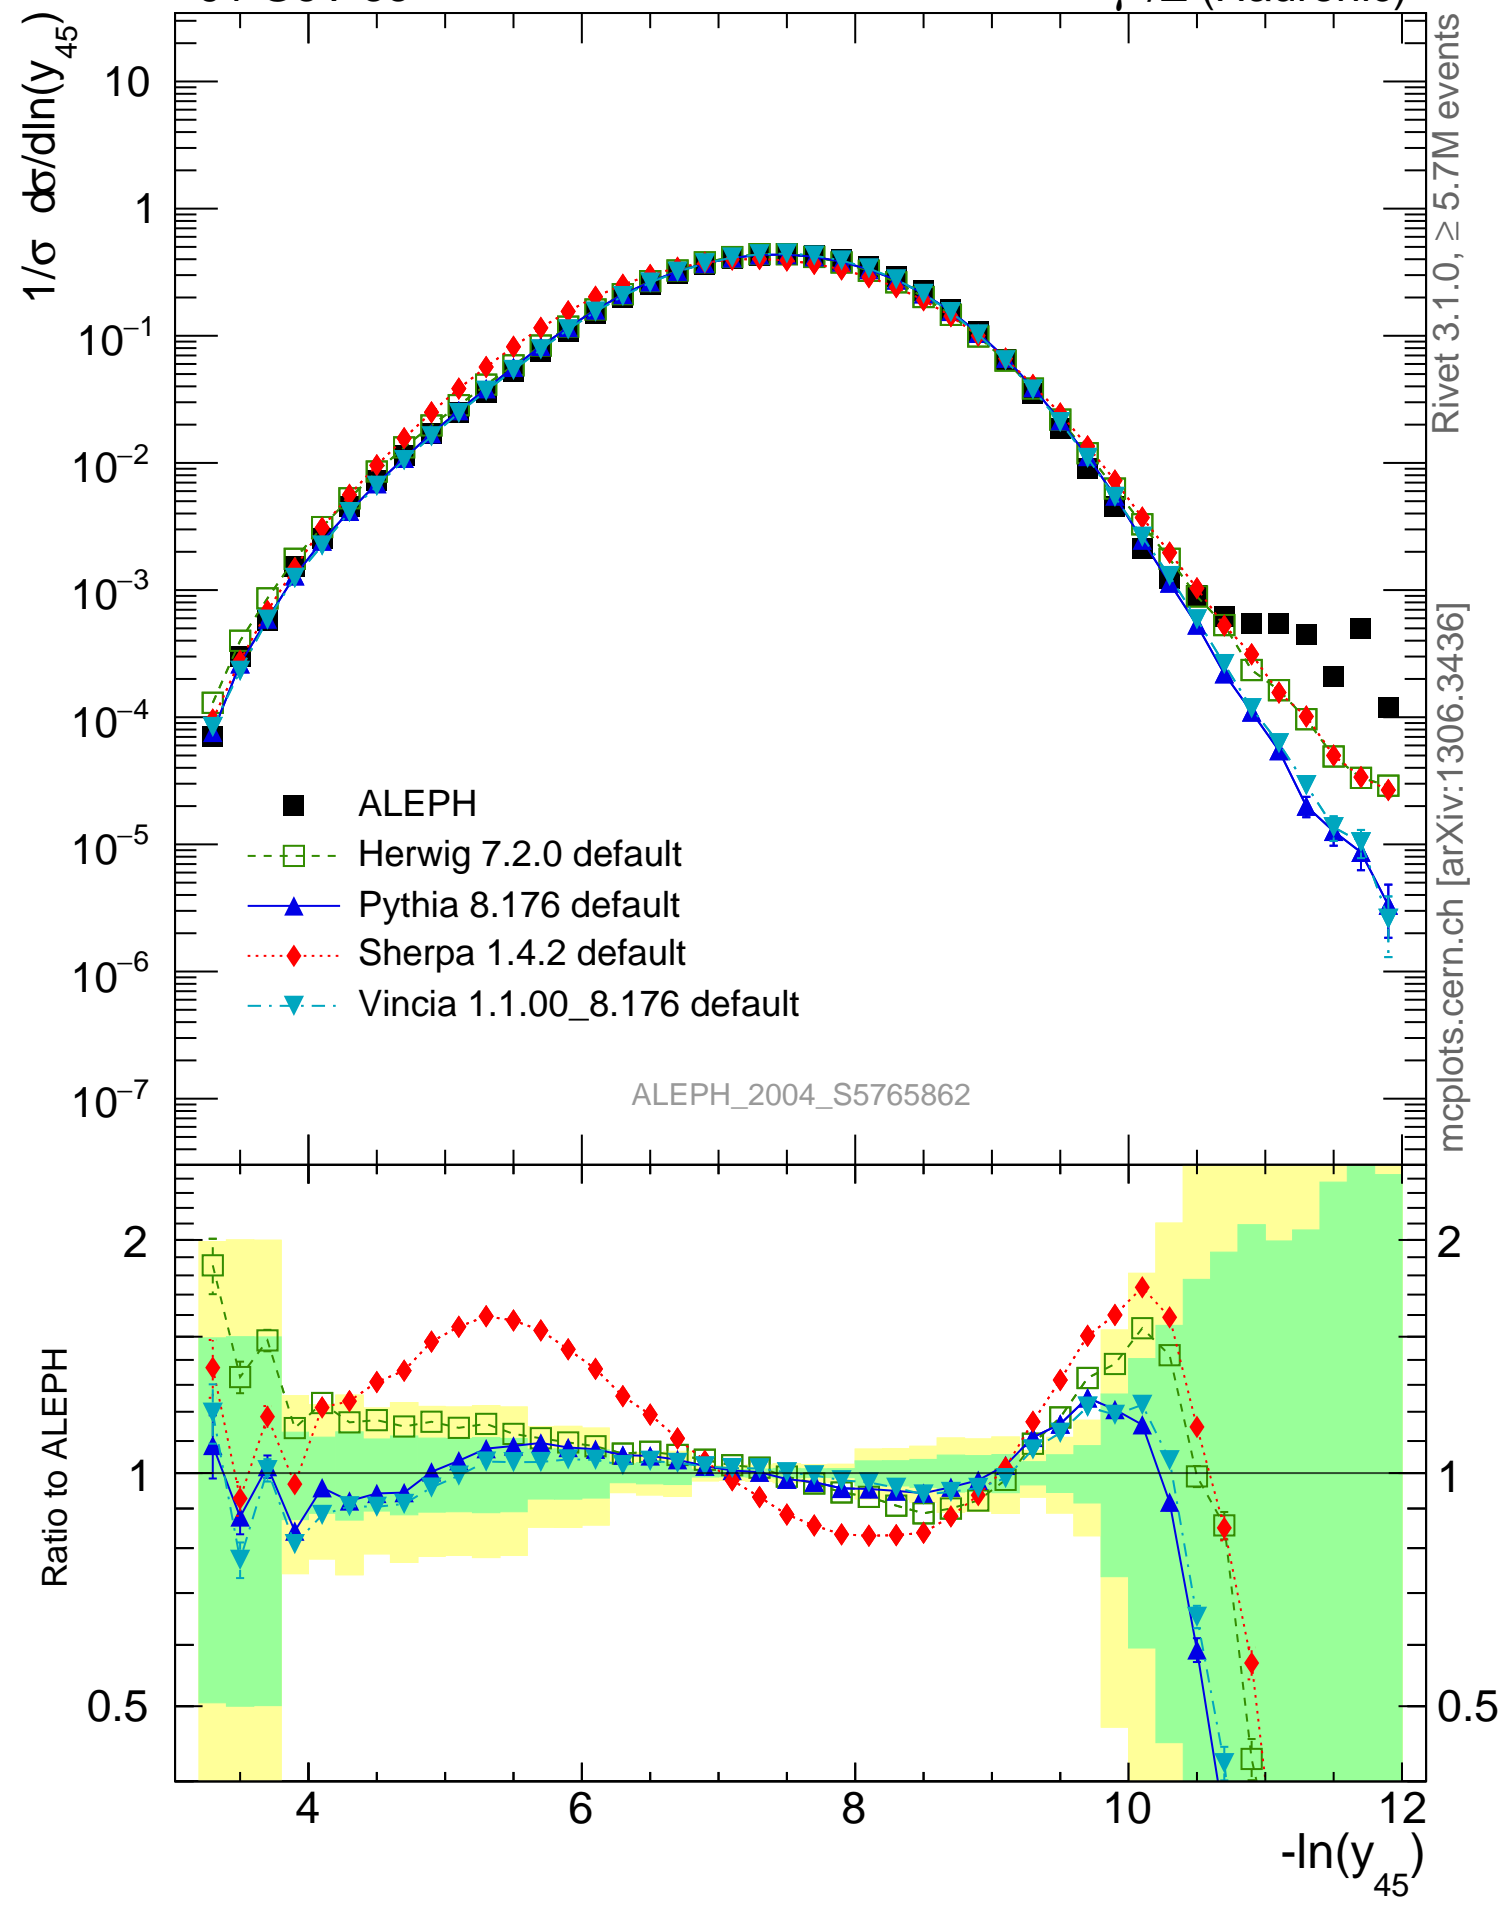 1/σ dσ/dln(y45)
10
1
10−1
10−2
10−3
10−4
10−5
10−6
10−7
ALEPH
Herwig 7.2.0 default
Pythia 8.176 default
Sherpa 1.4.2 default
Vincia 1.1.00_8.176 default
ALEPH_2004_S5765862
Rivet 3.1.0, ≥ 5.7M events
mcplots.cern.ch [arXiv:1306.3436]
Ratio to ALEPH
2
1
0.5
2
1
0.5
4 6 8 10 12
-ln(y45)